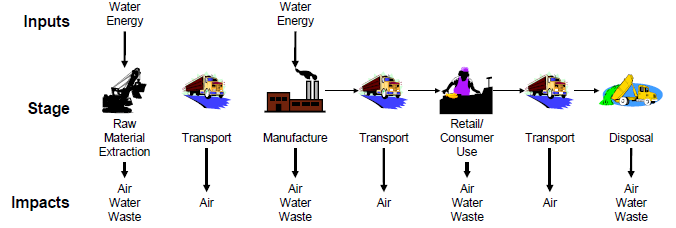 Inputs
Water
Energy
Water
Energy
Stage
Raw
Material
Extraction
Transport
Manufacture
Transport
Retail/
Consumer
Use
Transport
Disposal
Impacts
Air
Water
Waste
Air
Air
Water
Waste
Air
Air
Water
Waste
Air
Air
Water
Waste